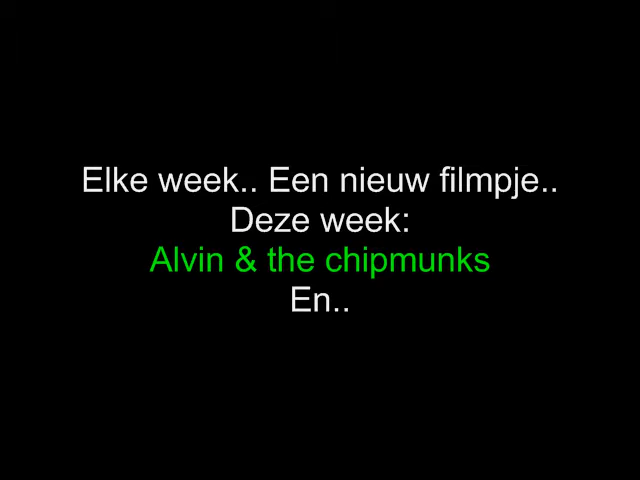 Elke week.. Een nieuw filmpje..
Deze week:
Alvin & the chipmunks
En..